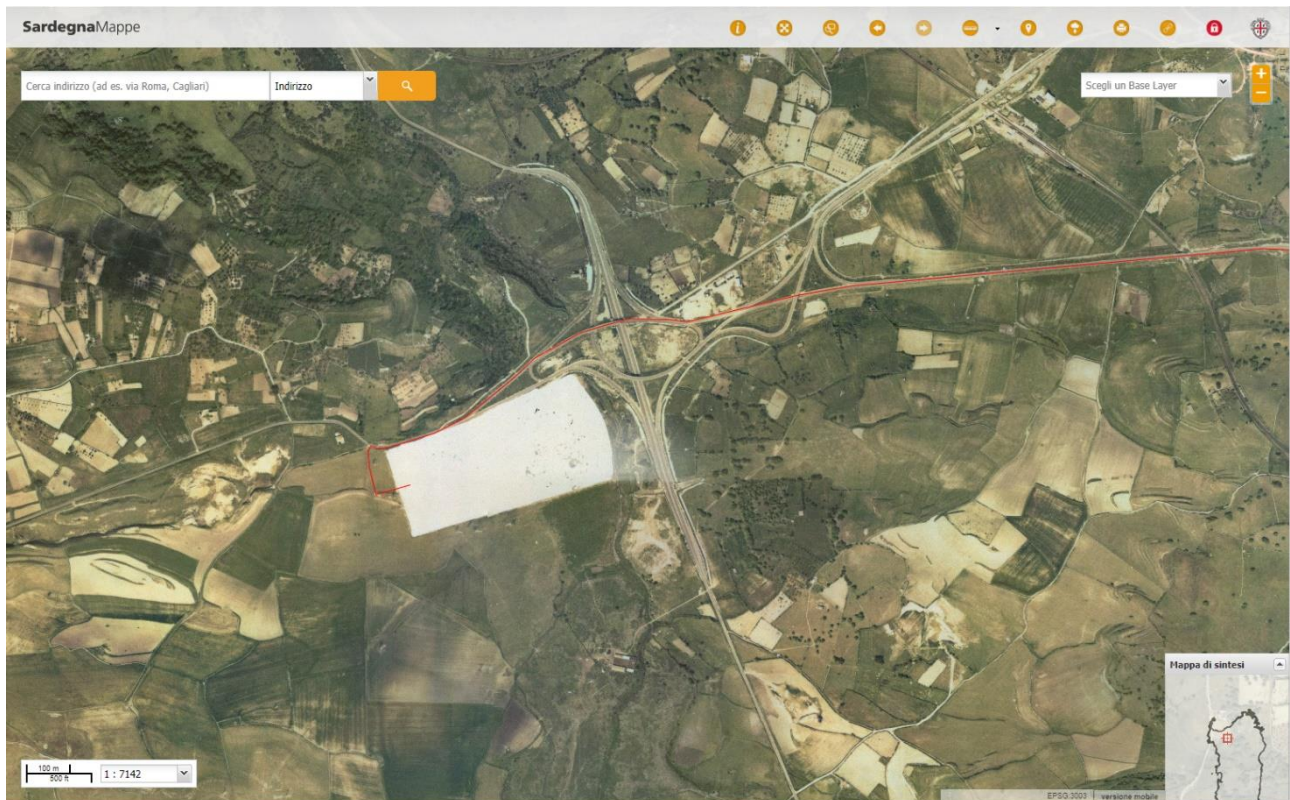 SardegnaMappe
Cerca indirizzo (ad es. via Roma, Cagliari)
Indirizzo
Scegli un Base Layer
+
−
Mappa di sintesi
100 m
500 ft
1 : 7142
EPSG:3003
versione mobile